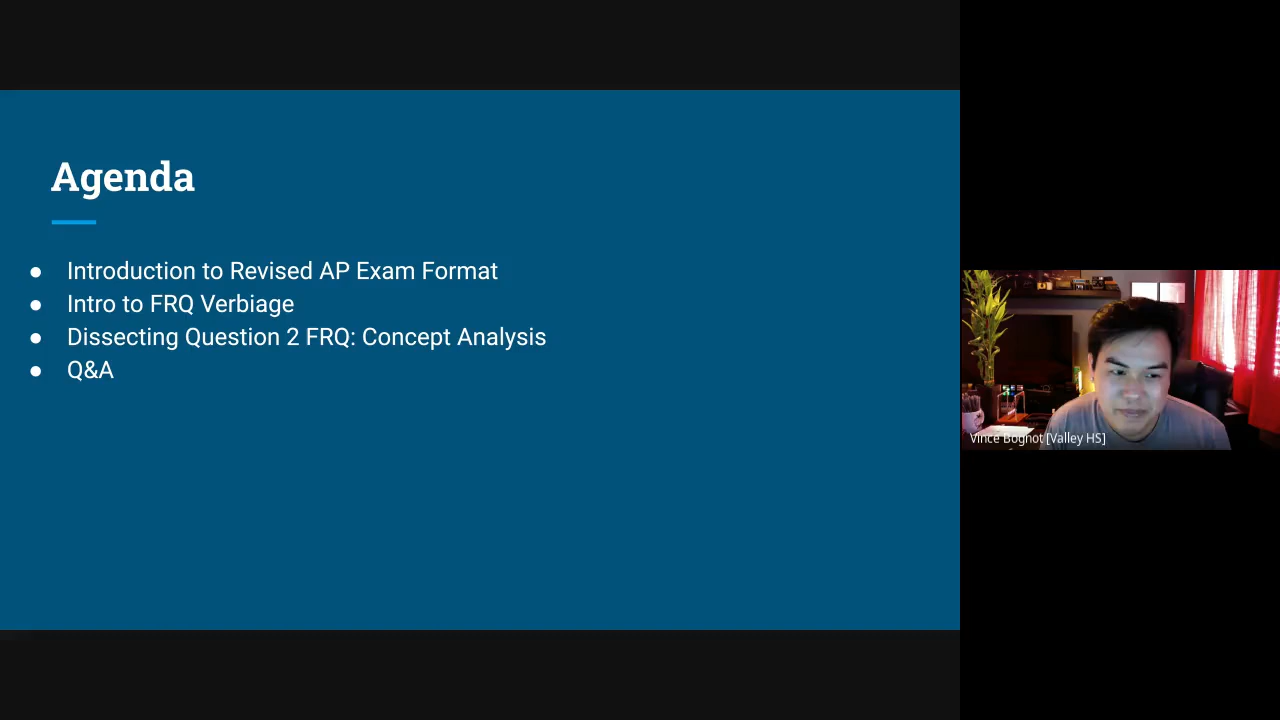 Agenda
● Introduction to Revised AP Exam Format
● Intro to FRQ Verbiage
● Dissecting Question 2 FRQ: Concept Analysis
● Q&A
Vince Bognot [Valley HS]